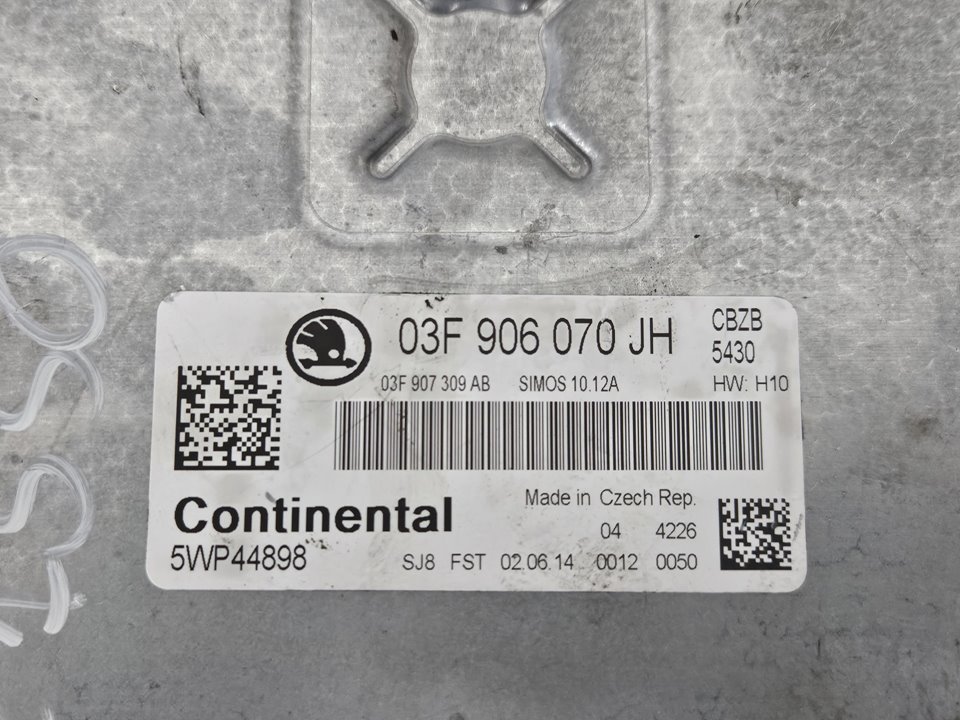 03F 906 070 JH
CBZB
5430
03F 907 309 AB SIMOS 10.12A HW: H10
Continental
Made in Czech Rep.
04 4226
5WP44898
SJ8 FST 02.06.14 0012 0050